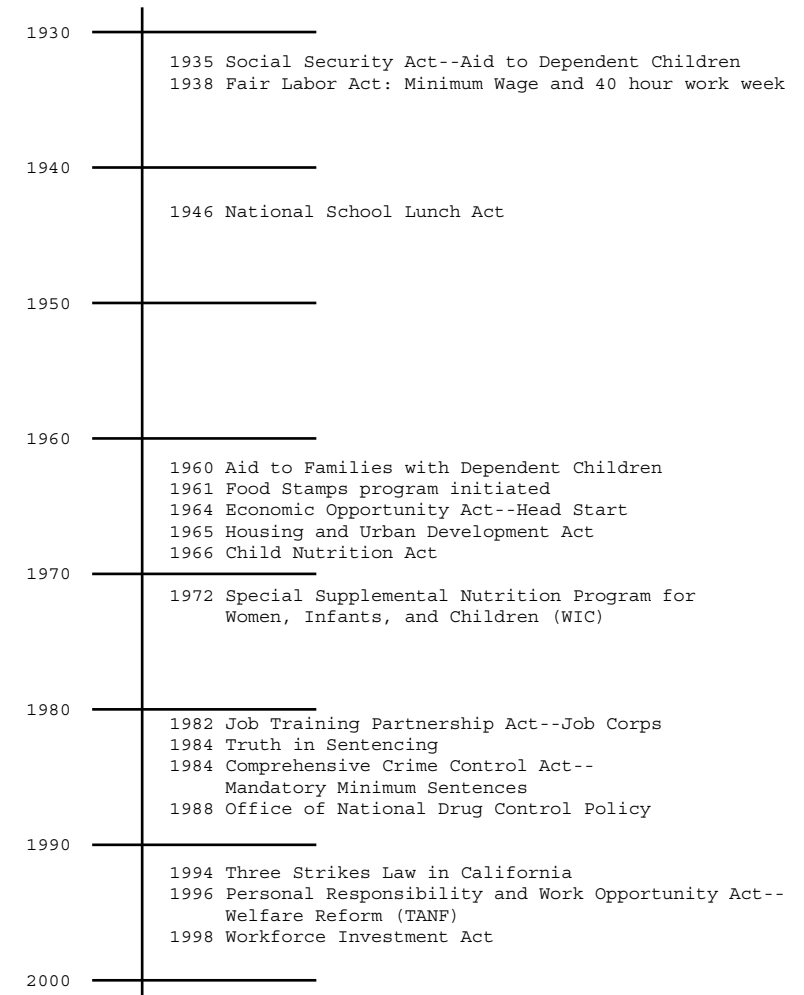 1930
1935 Social Security Act--Aid to Dependent Children
1938 Fair Labor Act: Minimum Wage and 40 hour work week
1940
1946 National School Lunch Act
1950
1960
1960 Aid to Families with Dependent Children
1961 Food Stamps program initiated
1964 Economic Opportunity Act--Head Start
1965 Housing and Urban Development Act
1966 Child Nutrition Act
1970
1972 Special Supplemental Nutrition Program for
Women, Infants, and Children (WIC)
1980
1982 Job Training Partnership Act--Job Corps
1984 Truth in Sentencing
1984 Comprehensive Crime Control Act--
Mandatory Minimum Sentences
1988 Office of National Drug Control Policy
1990
1994 Three Strikes Law in California
1996 Personal Responsibility and Work Opportunity Act--
Welfare Reform (TANF)
1998 Workforce Investment Act
2000